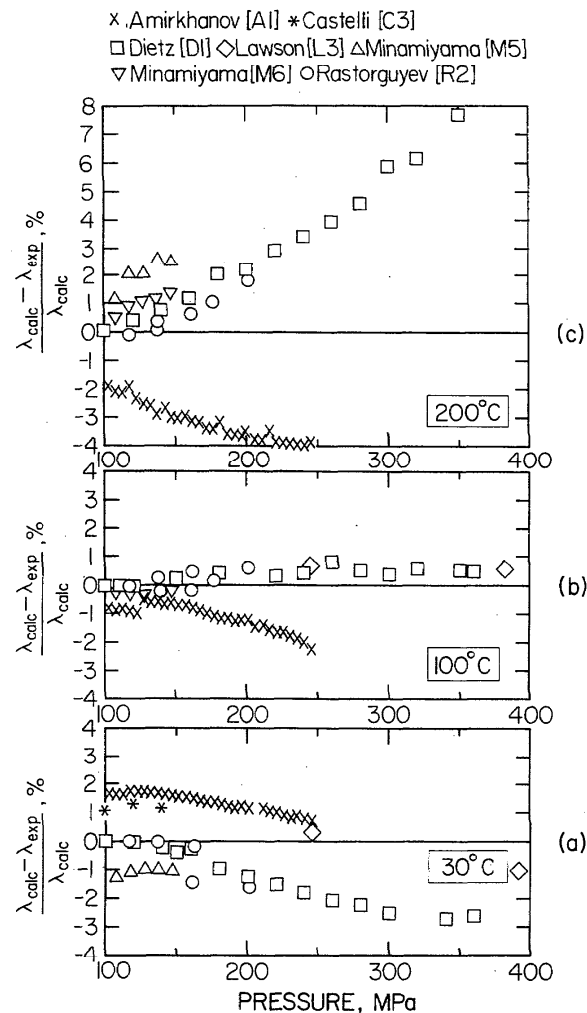 × Amirkhanov [A1] * Castelli [C3]
□ Dietz [D1] ◇ Lawson [L3] △ Minamiyama [M5]
▽ Minamiyama [M6] ○ Rastorguyev [R2]
8
7
6
5
4
3
2
1
0
-1
-2
-3
-4
λcalc − λexp , %
λcalc
200°C
(c)
100 200 300 400
4
3
2
1
0
-1
-2
-3
-4
λcalc − λexp , %
λcalc
100°C
(b)
100 200 300 400
4
3
2
1
0
-1
-2
-3
-4
λcalc − λexp , %
λcalc
30°C
(a)
100 200 300 400
PRESSURE, MPa